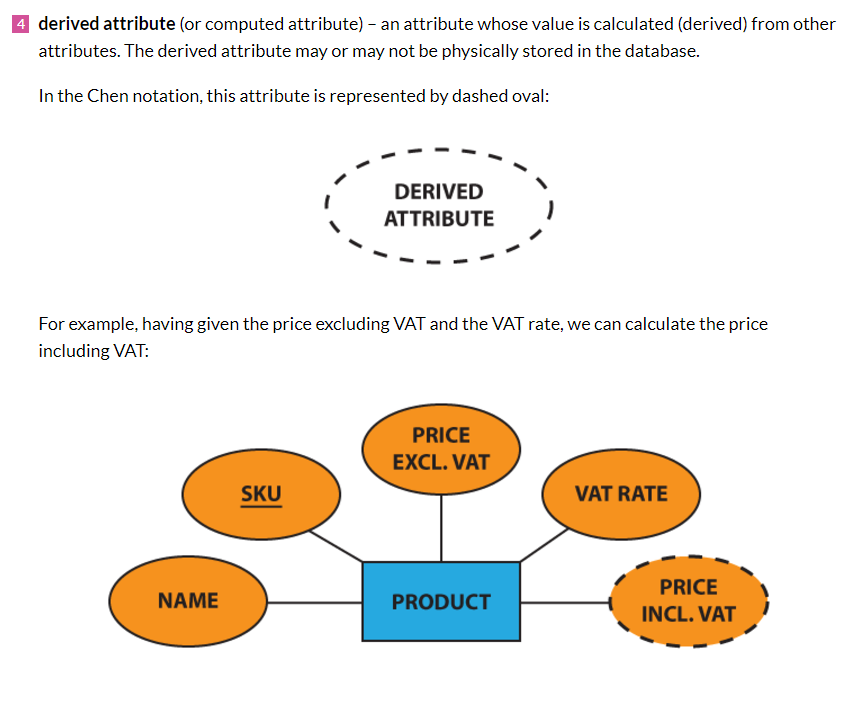 4 derived attribute (or computed attribute) – an attribute whose value is calculated (derived) from other
attributes. The derived attribute may or may not be physically stored in the database.
In the Chen notation, this attribute is represented by dashed oval:
DERIVED
ATTRIBUTE
For example, having given the price excluding VAT and the VAT rate, we can calculate the price
including VAT:
PRICE
EXCL. VAT
SKU
VAT RATE
NAME
PRODUCT
PRICE
INCL. VAT